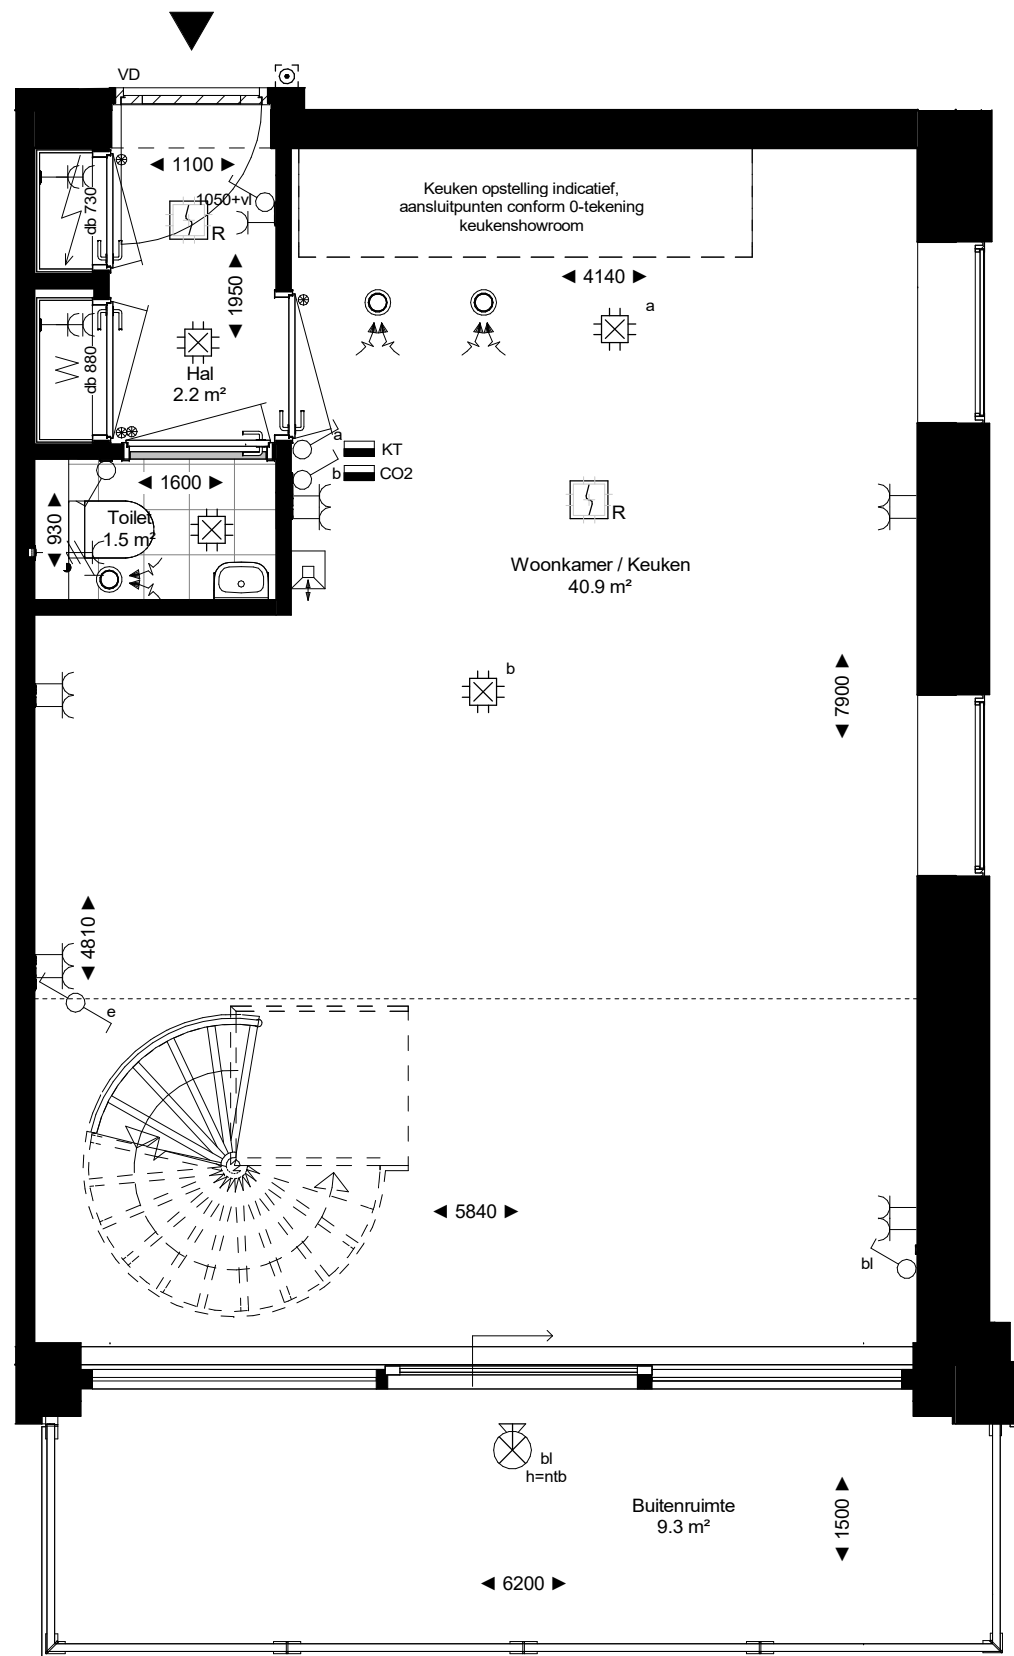 VD
◄ 1100 ►
1050+vl
R
db 730
◄ 1950 ►
Keuken opstelling indicatief,
aansluitpunten conform 0-tekening
keukenshowroom
◄ 4140 ►
a
W
db 880
Hal
2.2 m²
a
KT
b
CO2
◄ 1600 ►
◄ 930 ►
Toilet
1.5 m²
R
Woonkamer / Keuken
40.9 m²
b
◄ 7900 ►
◄ 4810 ►
e
◄ 5840 ►
bl
bl
h=ntb
Buitenruimte
9.3 m²
◄ 1500 ►
◄ 6200 ►